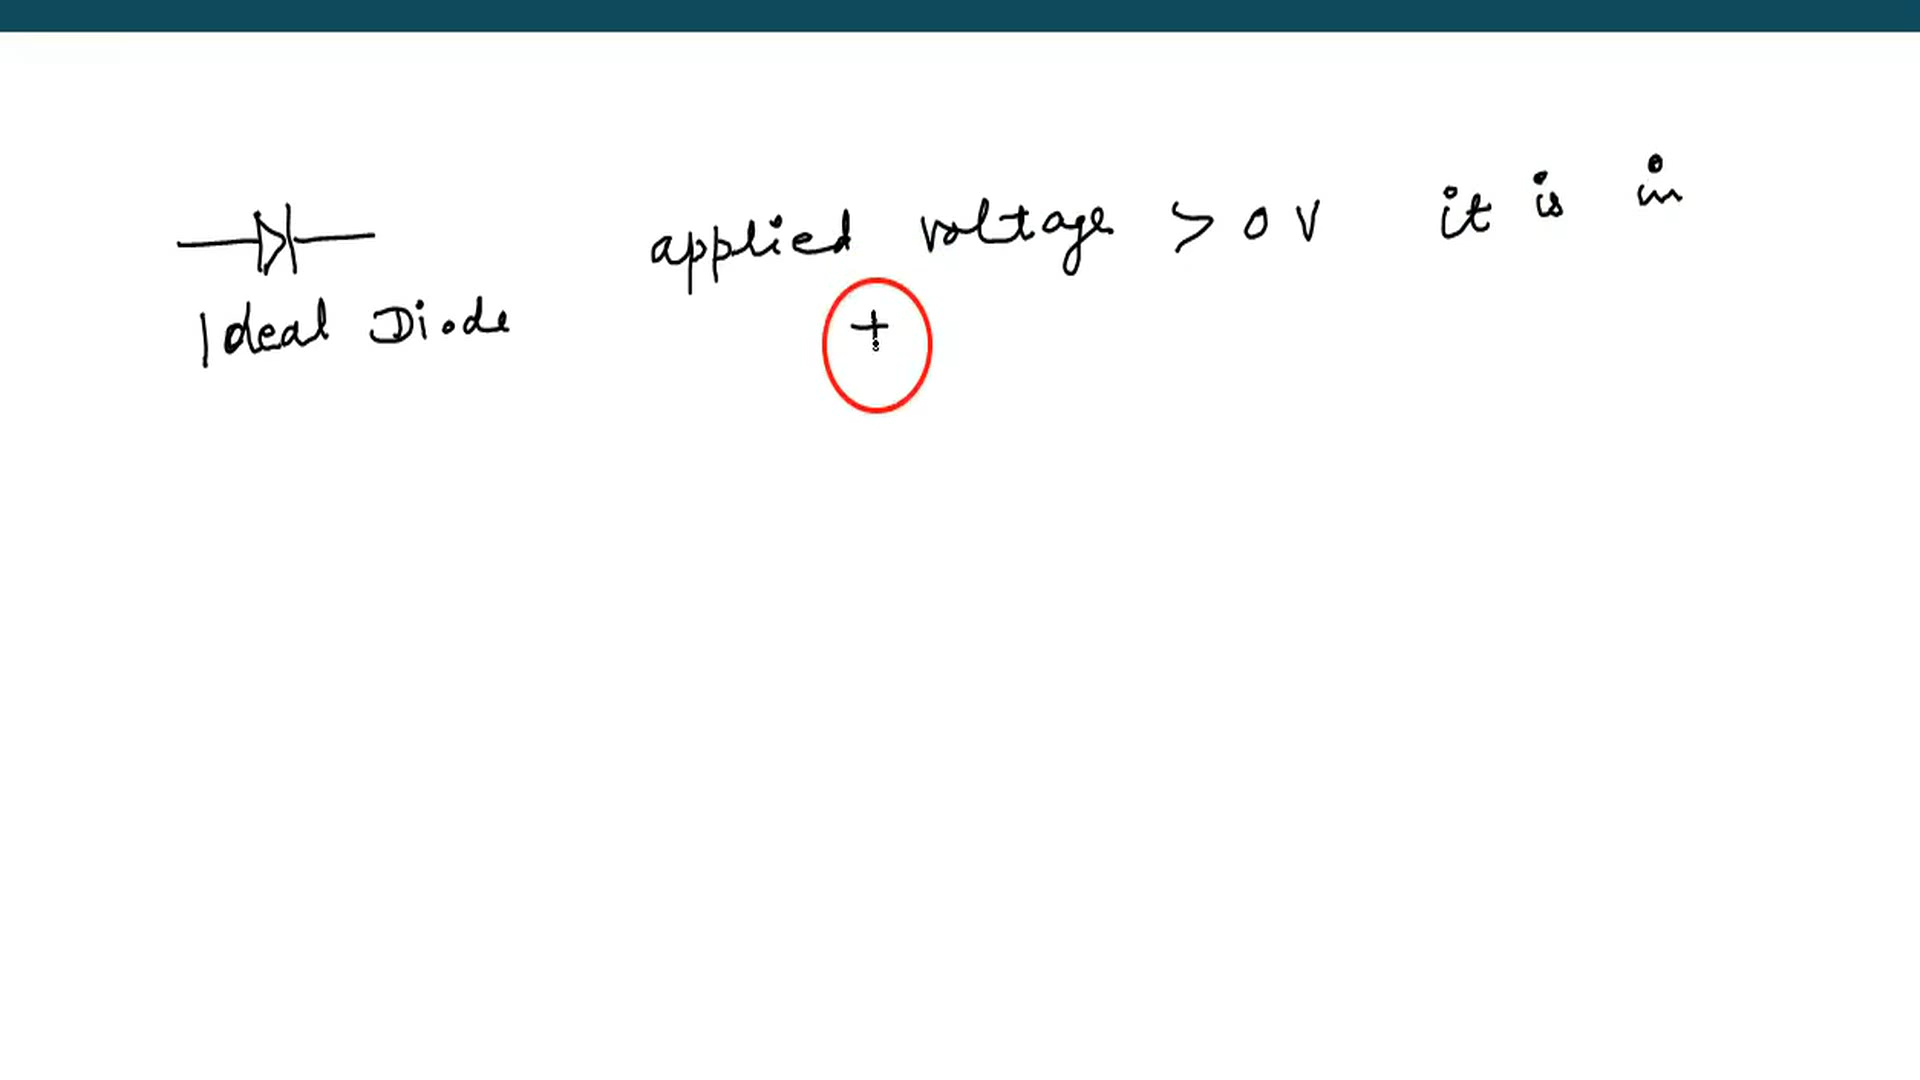 applied voltage > 0 V it is in
Ideal Diode